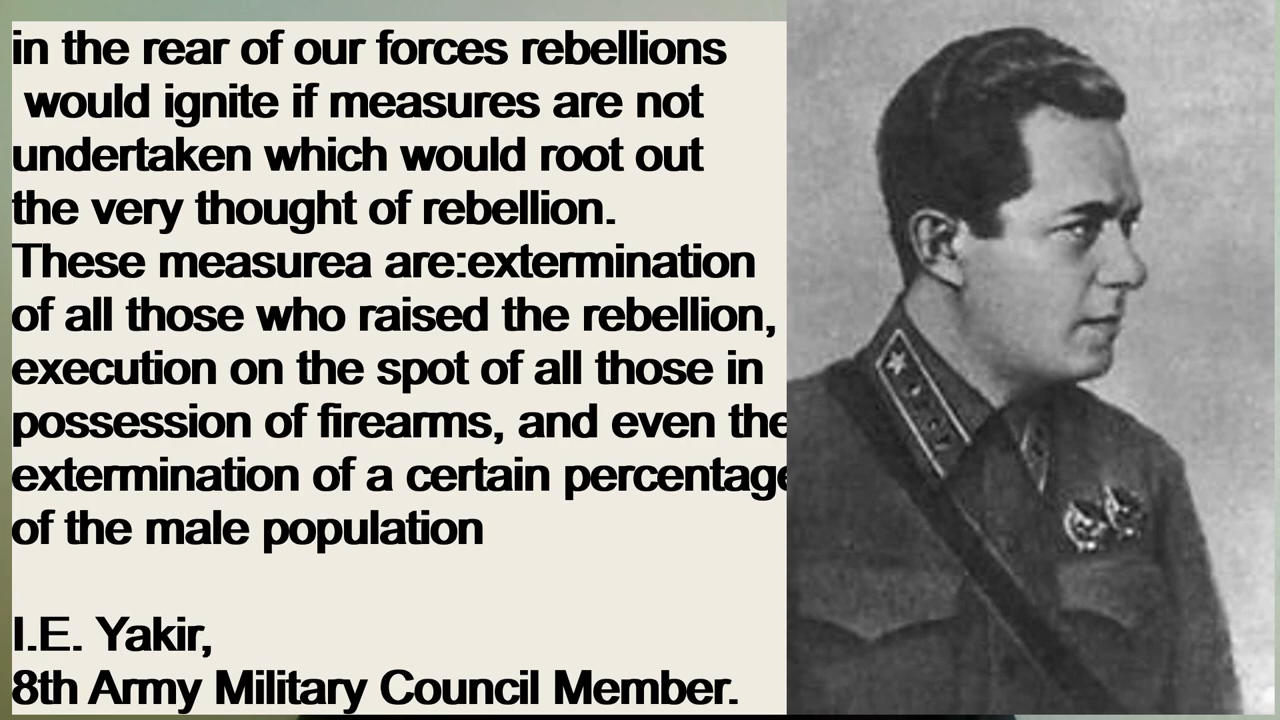 in the rear of our forces rebellions
would ignite if measures are not
undertaken which would root out
the very thought of rebellion.
These measurea are:extermination
of all those who raised the rebellion,
execution on the spot of all those in
possession of firearms, and even the
extermination of a certain percentage
of the male population
I.E. Yakir,
8th Army Military Council Member.